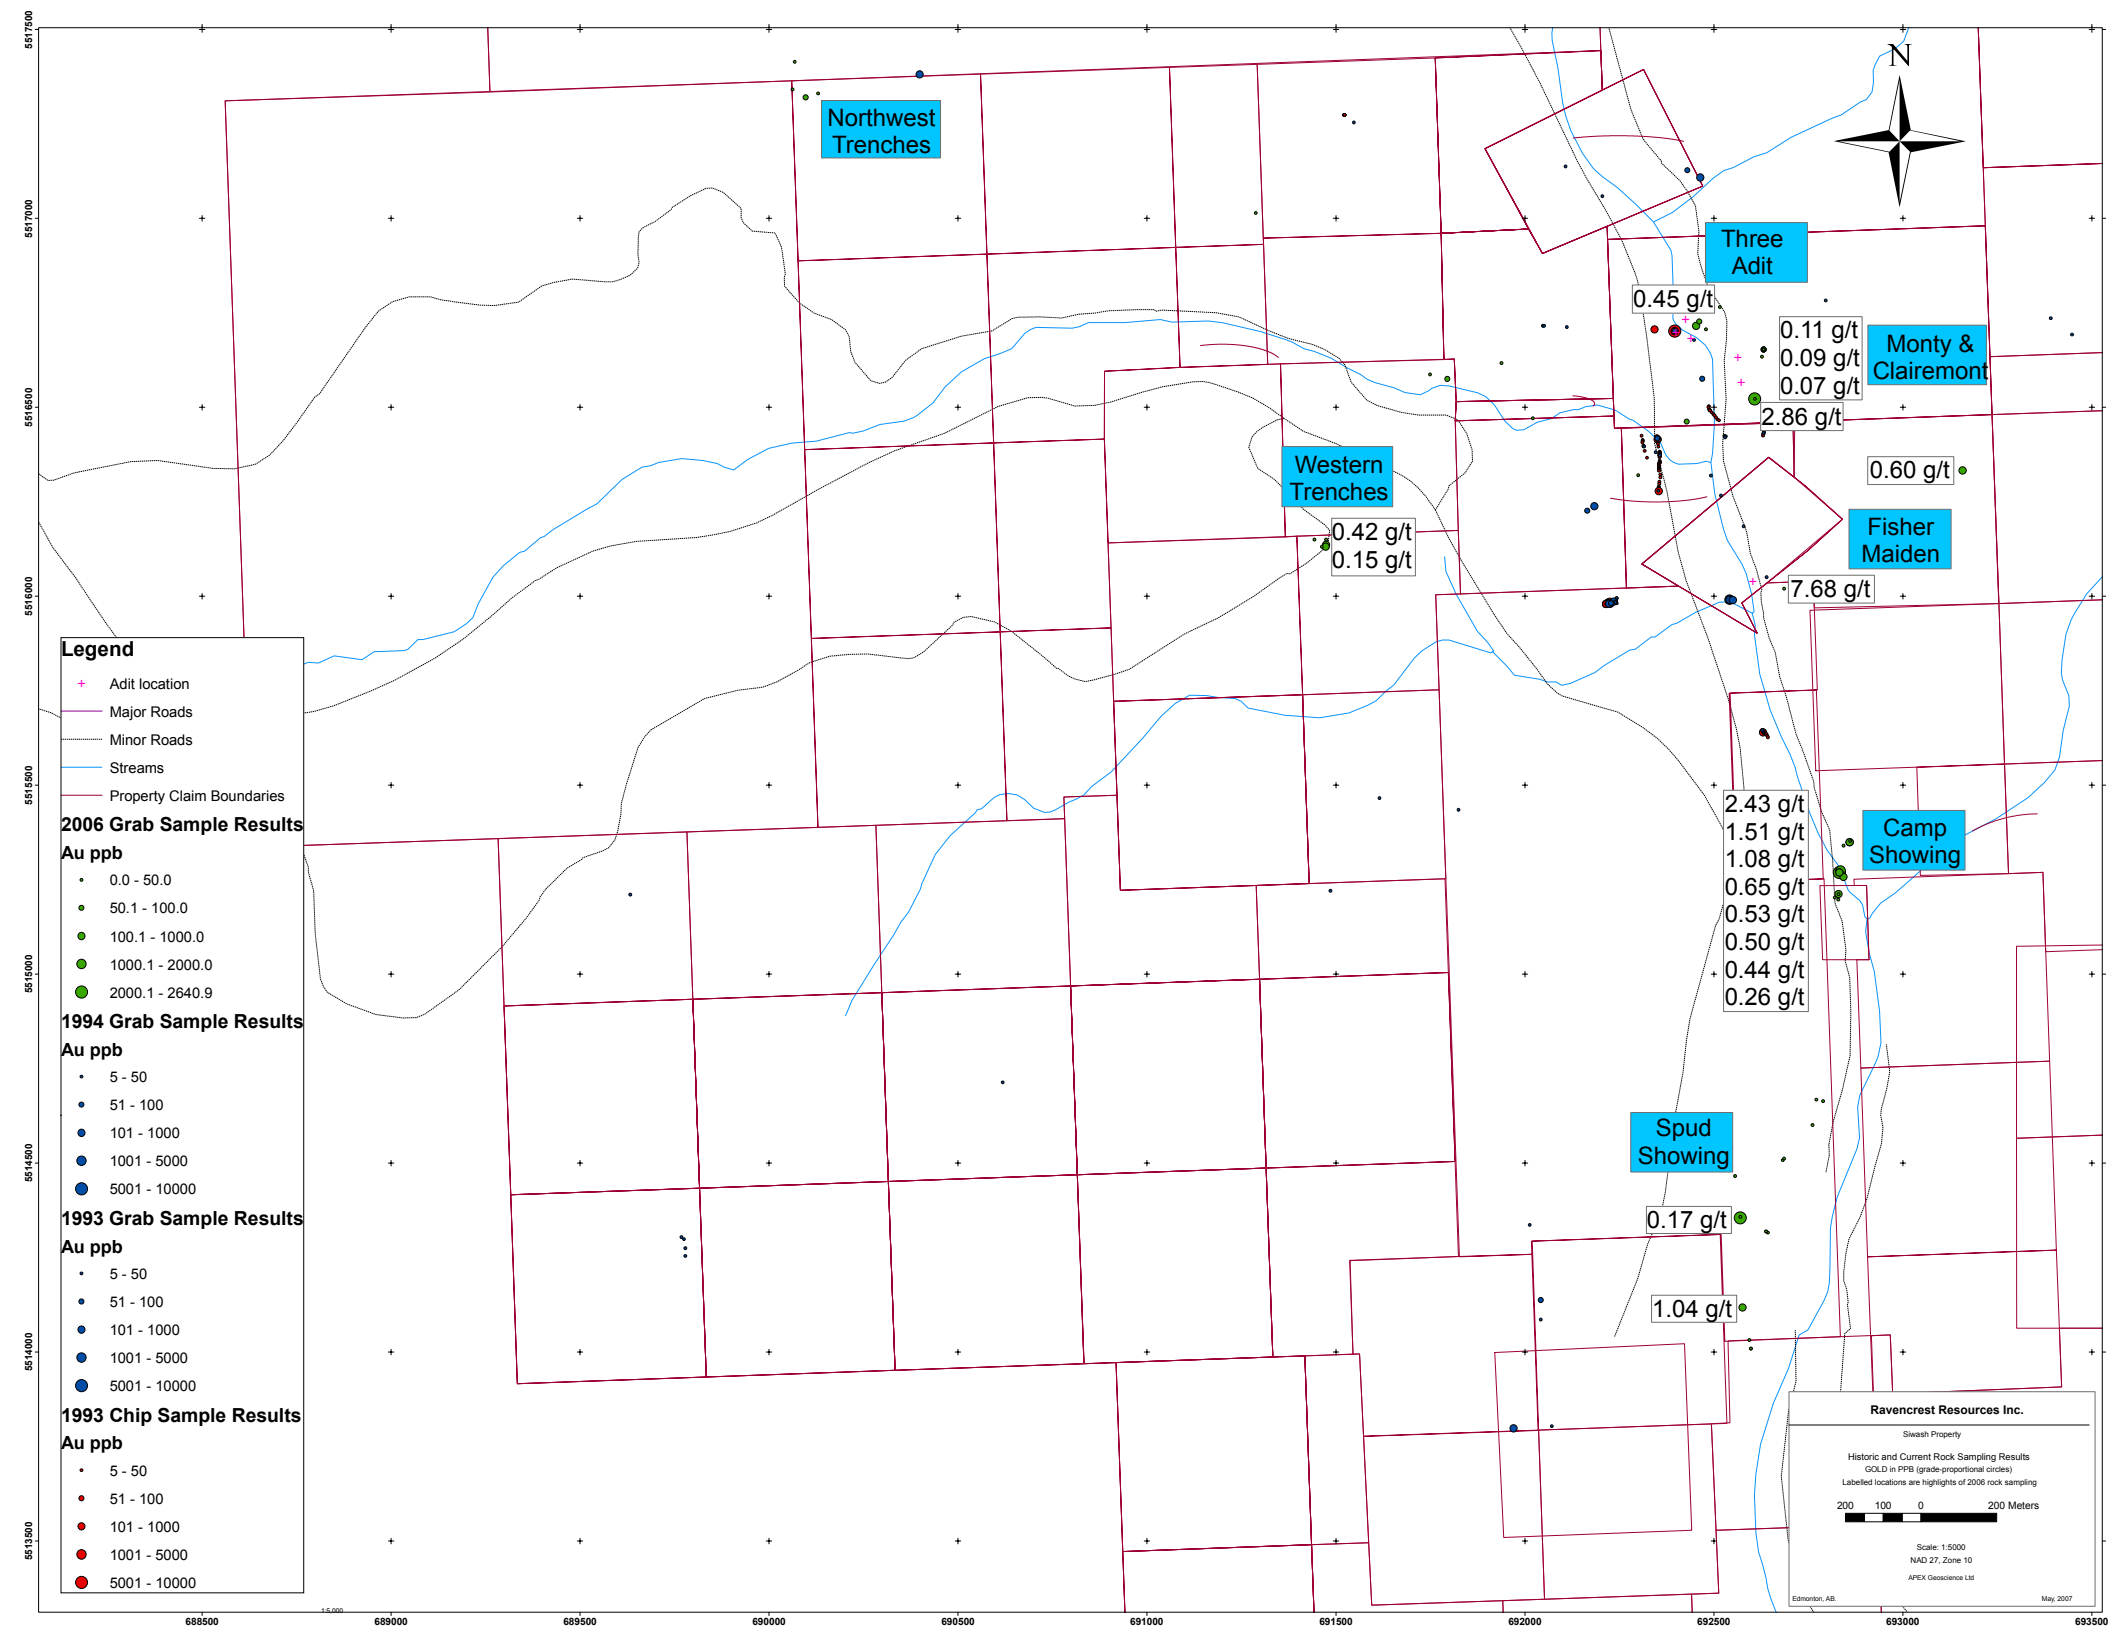 5517500
5517000
5516500
5516000
5515500
5515000
5514500
5514000
5513500
N
Northwest
Trenches
Three
Adit
0.45 g/t
0.11 g/t
0.09 g/t
0.07 g/t
Monty &
Clairemont
2.86 g/t
Western
Trenches
0.60 g/t
0.42 g/t
0.15 g/t
Fisher
Maiden
7.68 g/t
2.43 g/t
1.51 g/t
1.08 g/t
0.65 g/t
0.53 g/t
0.50 g/t
0.44 g/t
0.26 g/t
Camp
Showing
Spud
Showing
0.17 g/t
1.04 g/t
Legend
Adit location
Major Roads
Minor Roads
Streams
Property Claim Boundaries
2006 Grab Sample Results
Au ppb
0.0 - 50.0
50.1 - 100.0
100.1 - 1000.0
1000.1 - 2000.0
2000.1 - 2640.9
1994 Grab Sample Results
Au ppb
5 - 50
51 - 100
101 - 1000
1001 - 5000
5001 - 10000
1993 Grab Sample Results
Au ppb
5 - 50
51 - 100
101 - 1000
1001 - 5000
5001 - 10000
1993 Chip Sample Results
Au ppb
5 - 50
51 - 100
101 - 1000
1001 - 5000
5001 - 10000
Ravencrest Resources Inc.
Siwash Property
Historic and Current Rock Sampling Results
GOLD in PPB (grade-proportional circles)
Labelled locations are highlights of 2006 rock sampling
200 100 0 200 Meters
Scale: 1:5000
NAD 27, Zone 10
APEX Geoscience Ltd
Edmonton, AB. May, 2007
1:5,000
688500 689000 689500 690000 690500 691000 691500 692000 692500 693000 693500